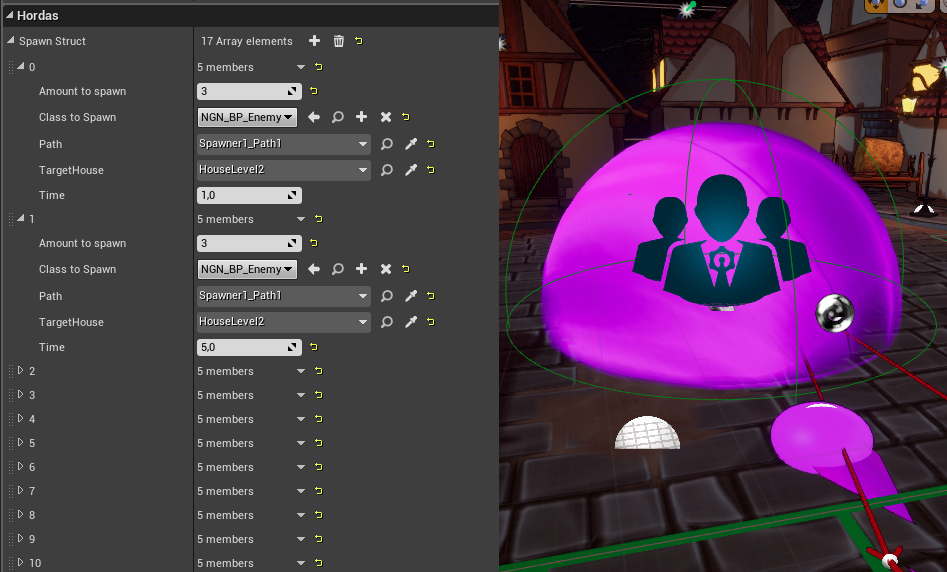 Hordas
Spawn Struct 17 Array elements
0 5 members
Amount to spawn 3
Class to Spawn NGN_BP_Enemy
Path Spawner1_Path1
TargetHouse HouseLevel2
Time 1,0
1 5 members
Amount to spawn 3
Class to Spawn NGN_BP_Enemy
Path Spawner1_Path1
TargetHouse HouseLevel2
Time 5,0
2 5 members
3 5 members
4 5 members
5 5 members
6 5 members
7 5 members
8 5 members
9 5 members
10 5 members